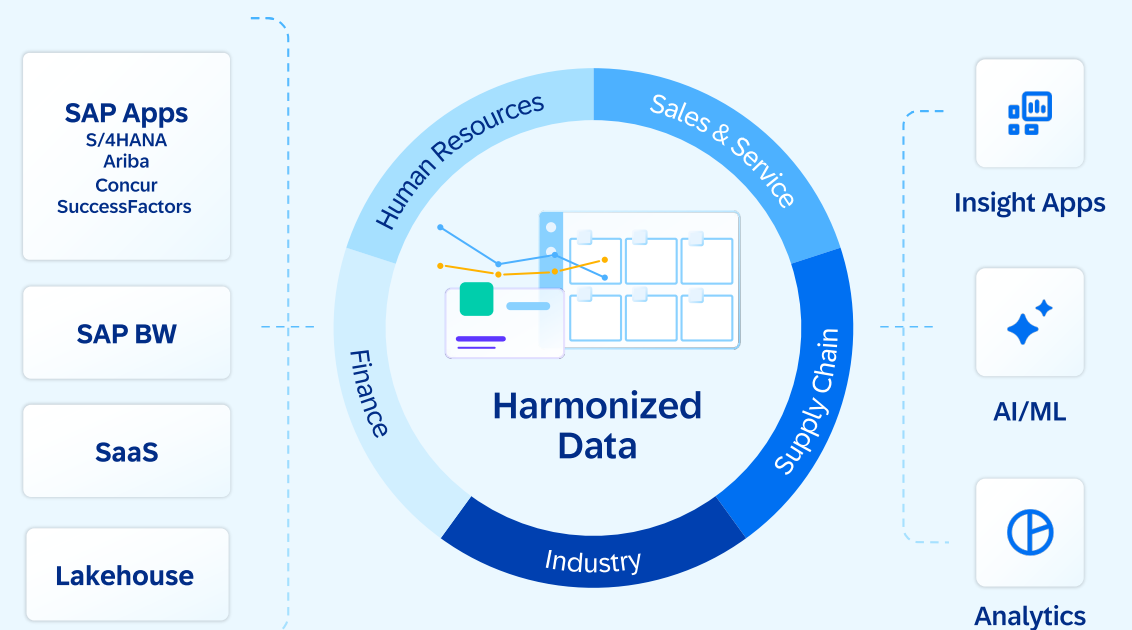 SAP Apps
S/4HANA
Ariba
Concur
SuccessFactors
SAP BW
SaaS
Lakehouse
Human Resources
Sales & Service
Finance
Supply Chain
Industry
Harmonized
Data
Insight Apps
AI/ML
Analytics